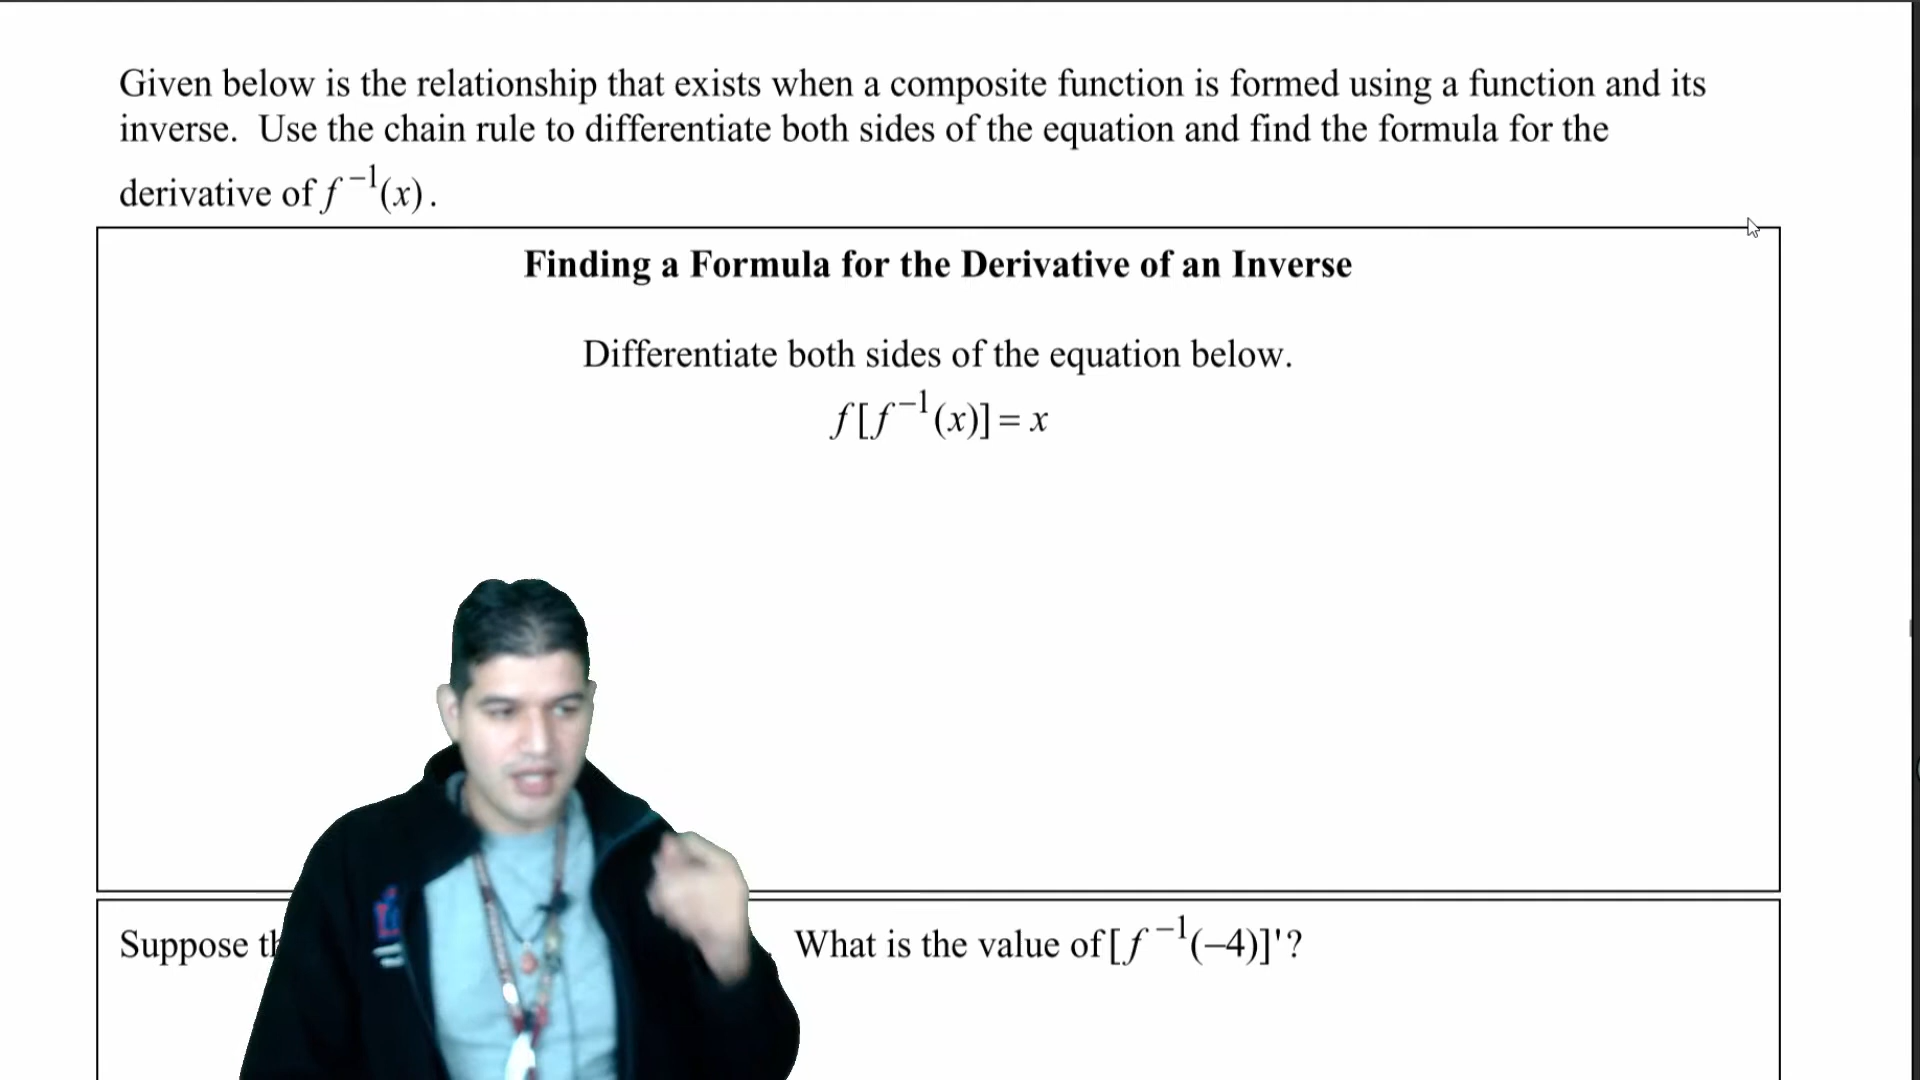 Given below is the relationship that exists when a composite function is formed using a function and its
inverse. Use the chain rule to differentiate both sides of the equation and find the formula for the
derivative of f⁻¹(x).
Finding a Formula for the Derivative of an Inverse
Differentiate both sides of the equation below.
f[f⁻¹(x)] = x
Suppose What is the value of [f⁻¹(–4)]'?